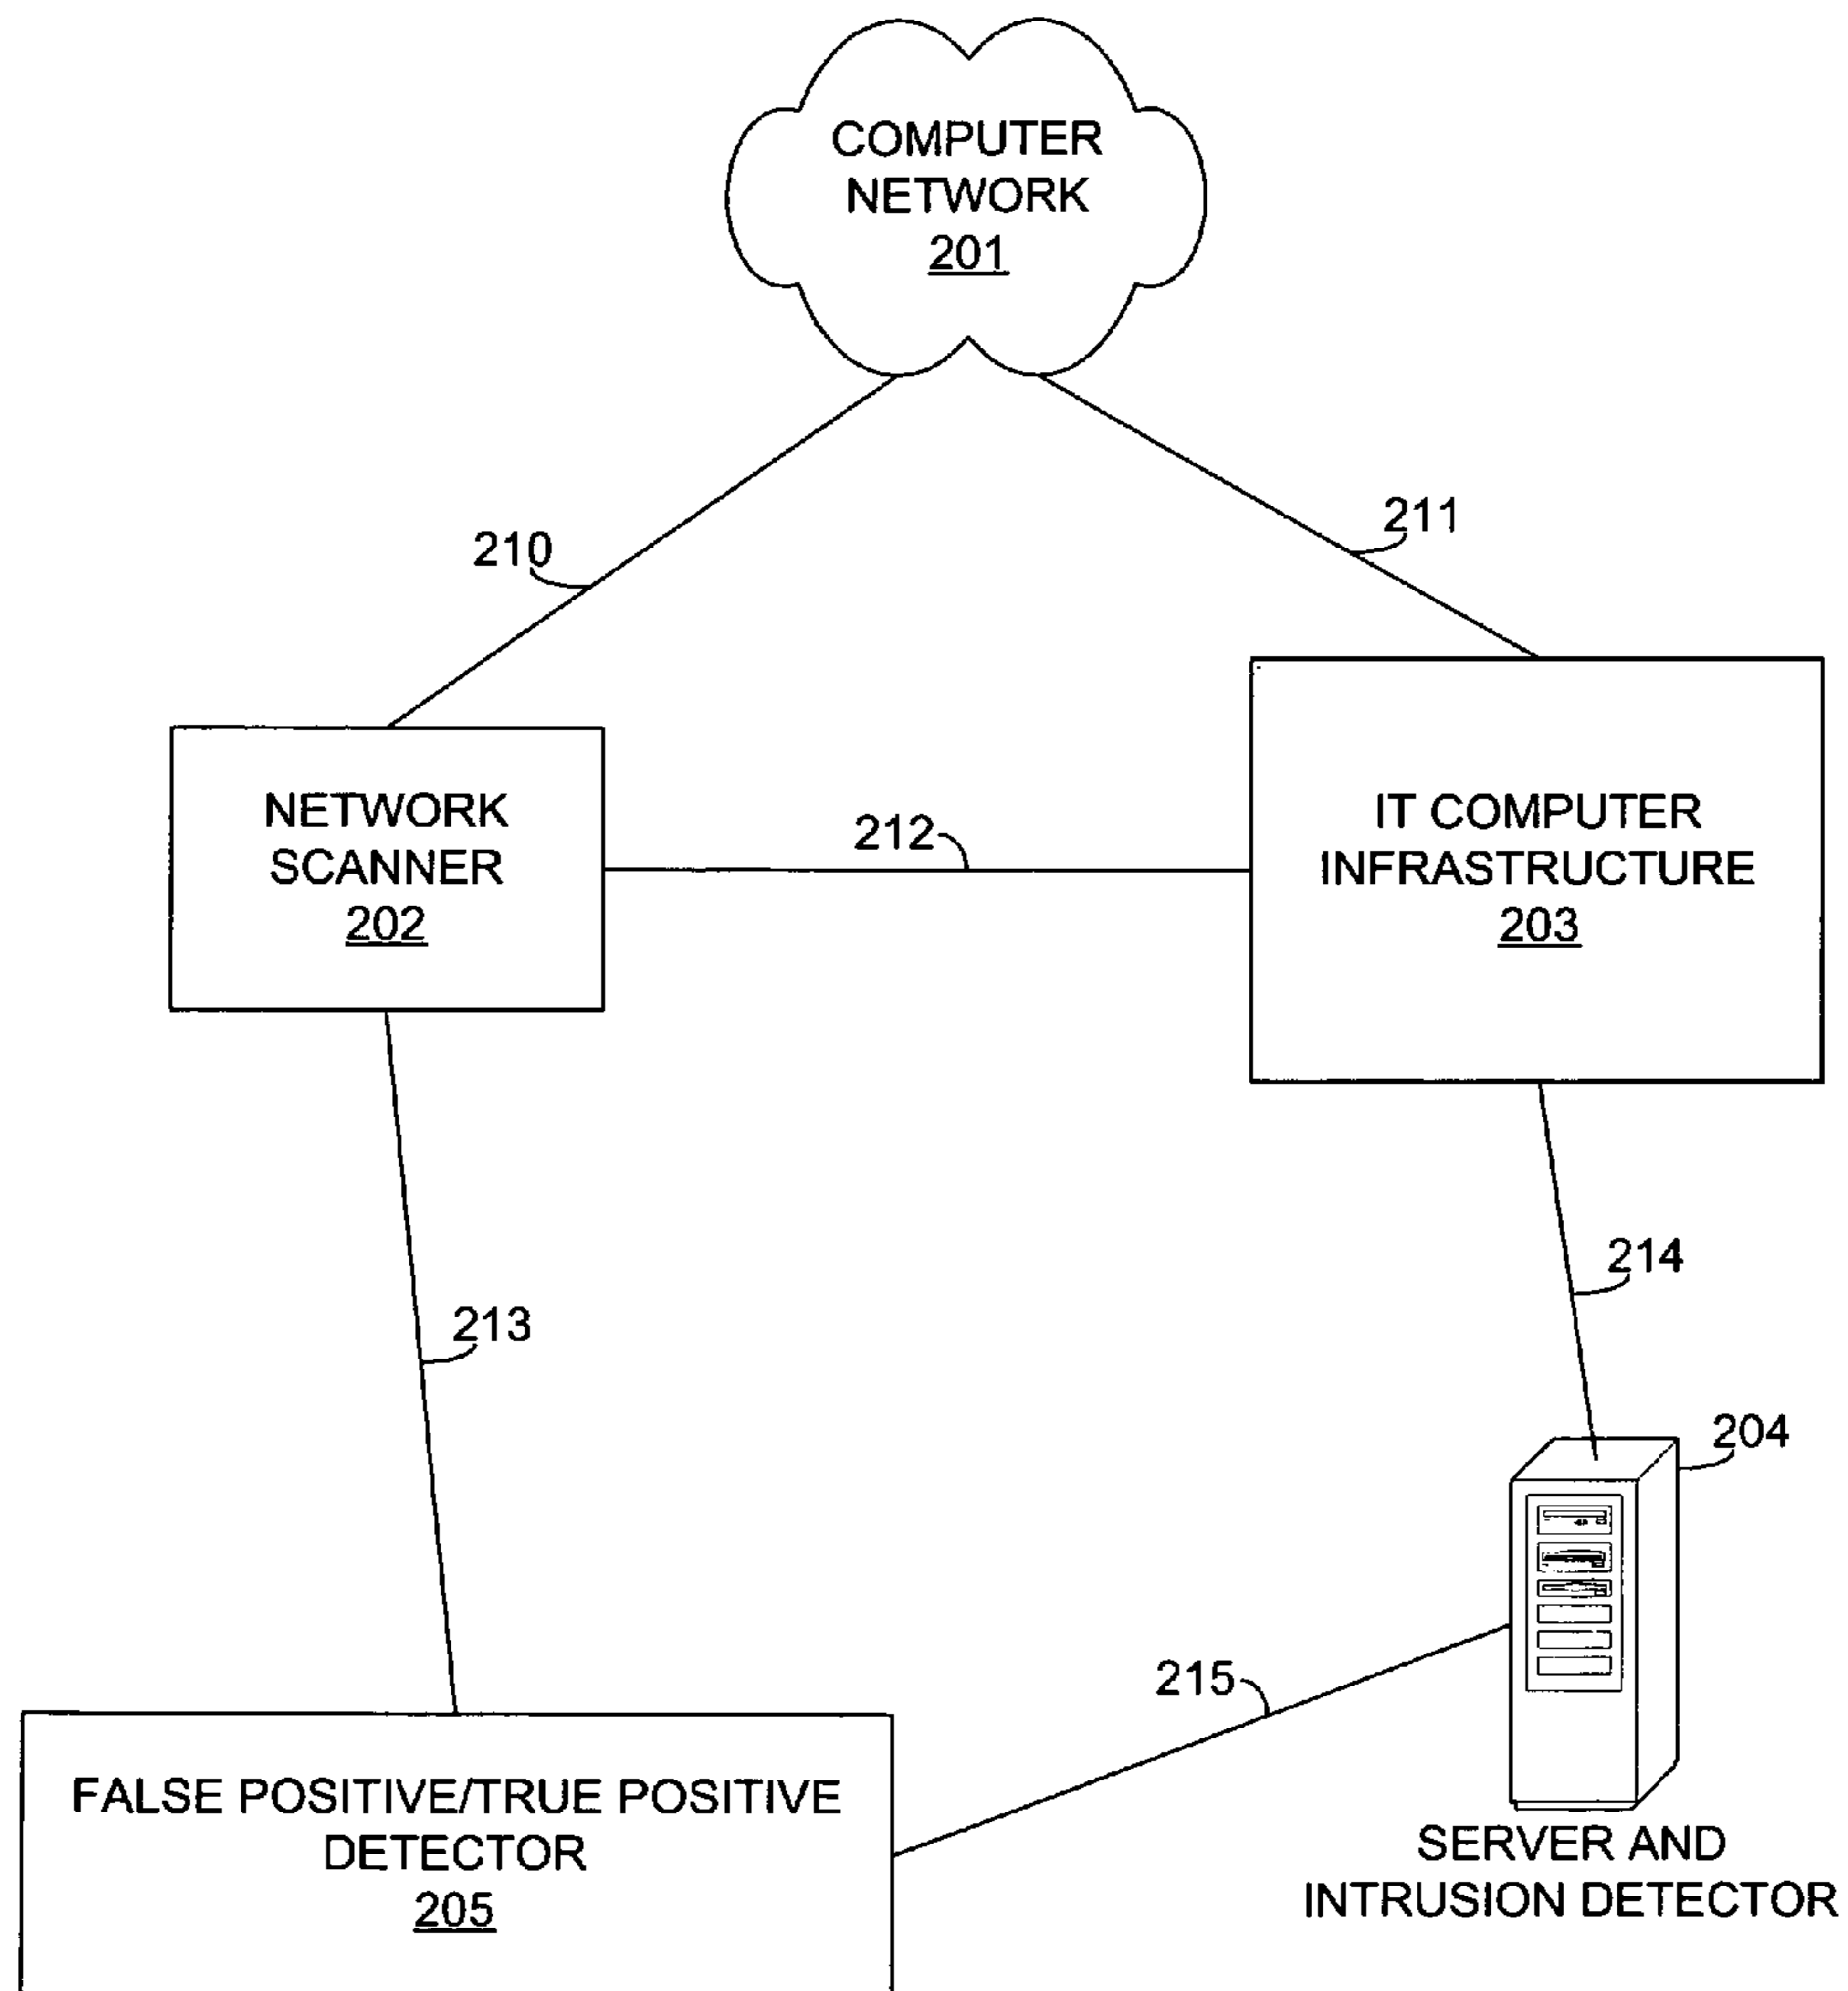 COMPUTER
NETWORK
201
210
211
NETWORK
SCANNER
202
212
IT COMPUTER
INFRASTRUCTURE
203
213
214
204
215
FALSE POSITIVE/TRUE POSITIVE
DETECTOR
205
SERVER AND
INTRUSION DETECTOR